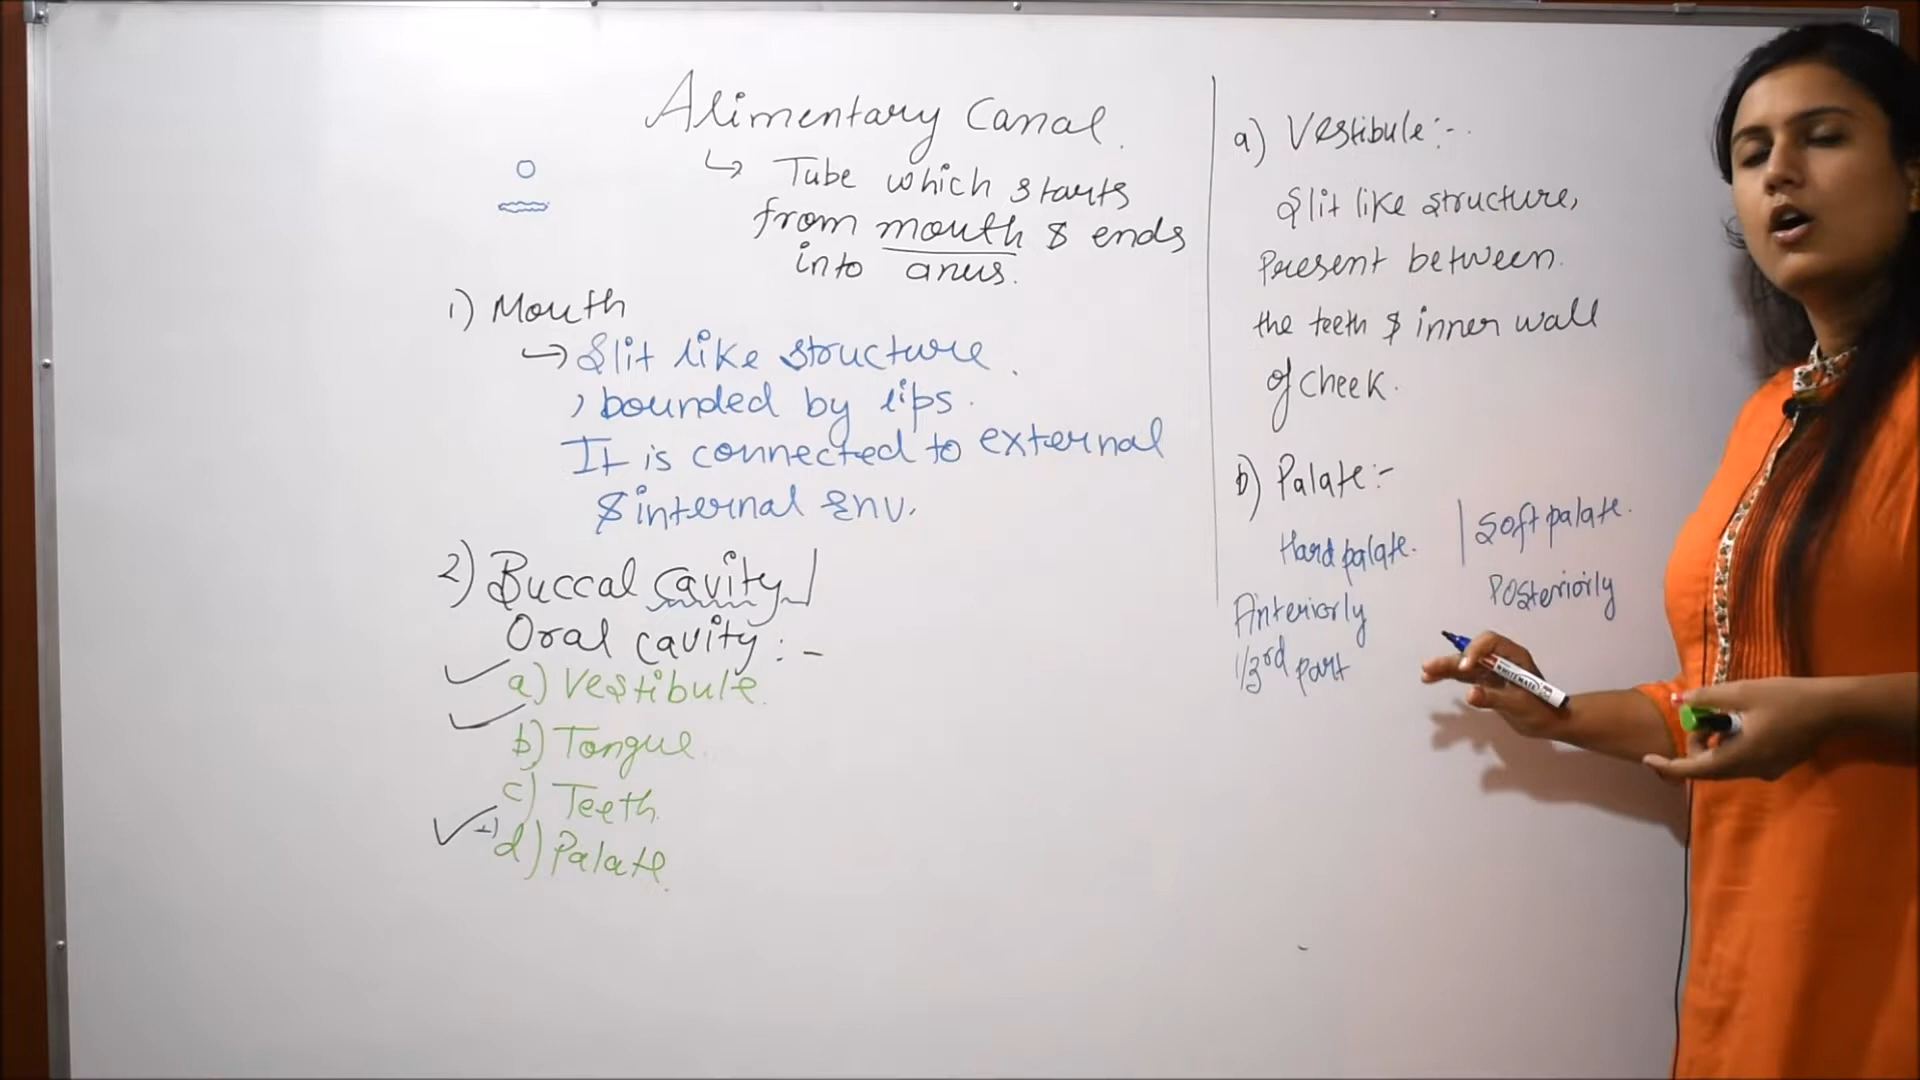 Alimentary Canal.
↳ Tube which starts
from mouth & ends
into anus.
1) Mouth
→ Slit like structure.
, bounded by lips.
It is connected to external
& internal Env.
2) Buccal cavity /
Oral cavity :-
a) Vestibule.
b) Tongue.
c) Teeth.
d) Palate.
a) Vestibule :-
Slit like structure,
Present between.
the teeth & inner wall
of cheek.
b) Palate :-
Hard palate. | Soft palate.
Anteriorly
1/3rd part
Posteriorily
WHITEMATE